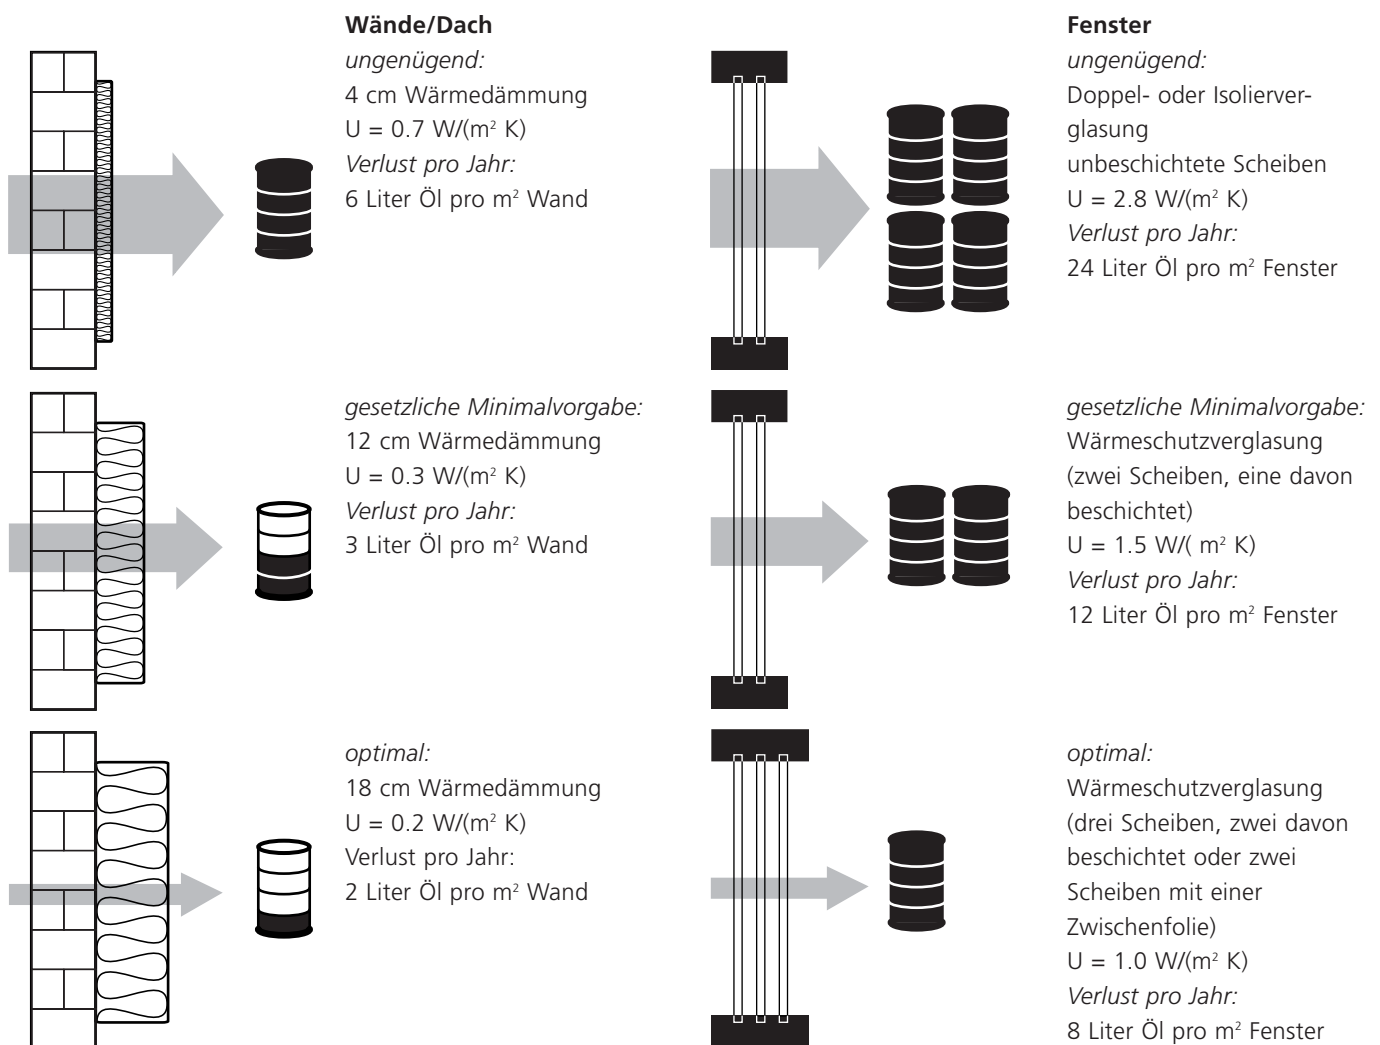 Wände/Dach
ungenügend:
4 cm Wärmedämmung
U = 0.7 W/(m² K)
Verlust pro Jahr:
6 Liter Öl pro m² Wand
gesetzliche Minimalvorgabe:
12 cm Wärmedämmung
U = 0.3 W/(m² K)
Verlust pro Jahr:
3 Liter Öl pro m² Wand
optimal:
18 cm Wärmedämmung
U = 0.2 W/(m² K)
Verlust pro Jahr:
2 Liter Öl pro m² Wand
Fenster
ungenügend:
Doppel- oder Isolierver-
glasung
unbeschichtete Scheiben
U = 2.8 W/(m² K)
Verlust pro Jahr:
24 Liter Öl pro m² Fenster
gesetzliche Minimalvorgabe:
Wärmeschutzverglasung
(zwei Scheiben, eine davon
beschichtet)
U = 1.5 W/( m² K)
Verlust pro Jahr:
12 Liter Öl pro m² Fenster
optimal:
Wärmeschutzverglasung
(drei Scheiben, zwei davon
beschichtet oder zwei
Scheiben mit einer
Zwischenfolie)
U = 1.0 W/(m² K)
Verlust pro Jahr:
8 Liter Öl pro m² Fenster